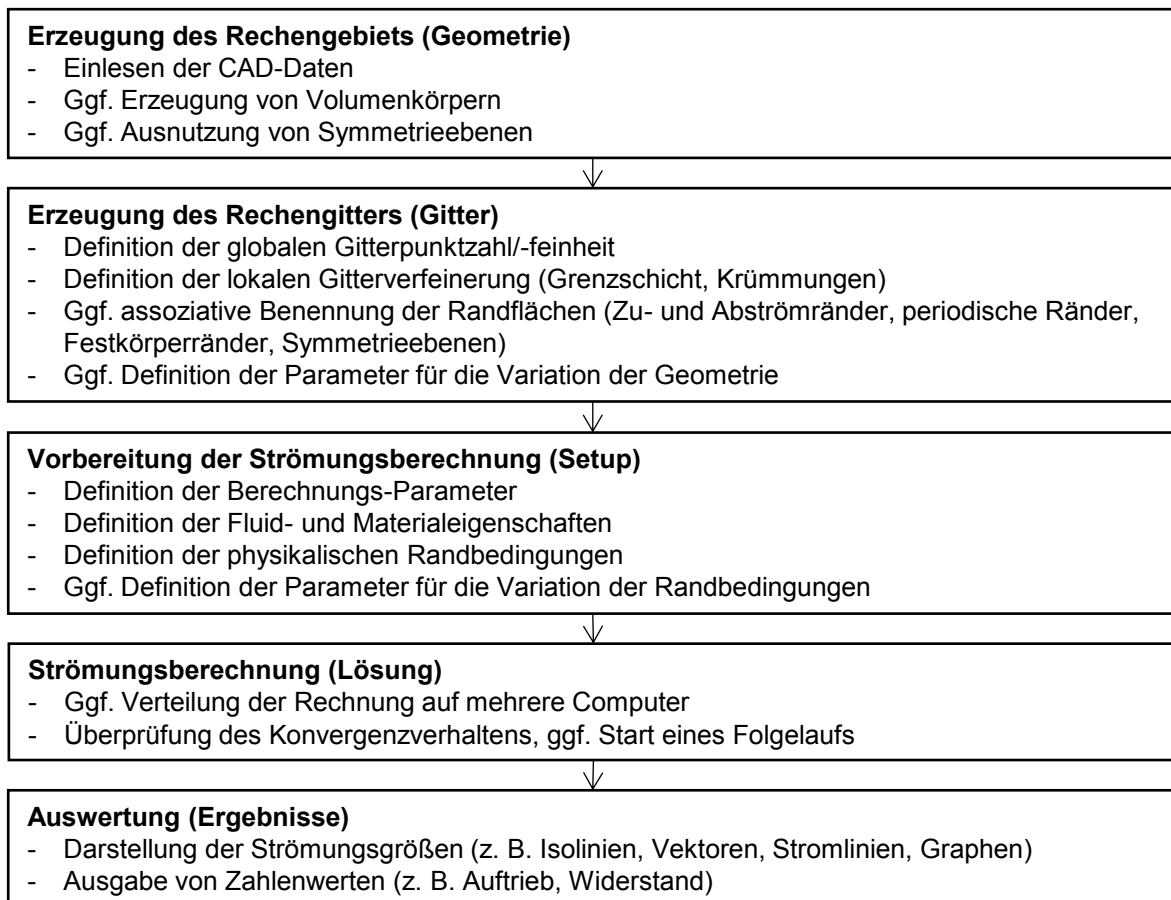 Erzeugung des Rechengebiets (Geometrie)
- Einlesen der CAD-Daten
- Ggf. Erzeugung von Volumenkörpern
- Ggf. Ausnutzung von Symmetrieebenen
Erzeugung des Rechengitters (Gitter)
- Definition der globalen Gitterpunktzahl/-feinheit
- Definition der lokalen Gitterverfeinerung (Grenzschicht, Krümmungen)
- Ggf. assoziative Benennung der Randflächen (Zu- und Abströmränder, periodische Ränder,
Festkörperränder, Symmetrieebenen)
- Ggf. Definition der Parameter für die Variation der Geometrie
Vorbereitung der Strömungsberechnung (Setup)
- Definition der Berechnungs-Parameter
- Definition der Fluid- und Materialeigenschaften
- Definition der physikalischen Randbedingungen
- Ggf. Definition der Parameter für die Variation der Randbedingungen
Strömungsberechnung (Lösung)
- Ggf. Verteilung der Rechnung auf mehrere Computer
- Überprüfung des Konvergenzverhaltens, ggf. Start eines Folgelaufs
Auswertung (Ergebnisse)
- Darstellung der Strömungsgrößen (z. B. Isolinien, Vektoren, Stromlinien, Graphen)
- Ausgabe von Zahlenwerten (z. B. Auftrieb, Widerstand)